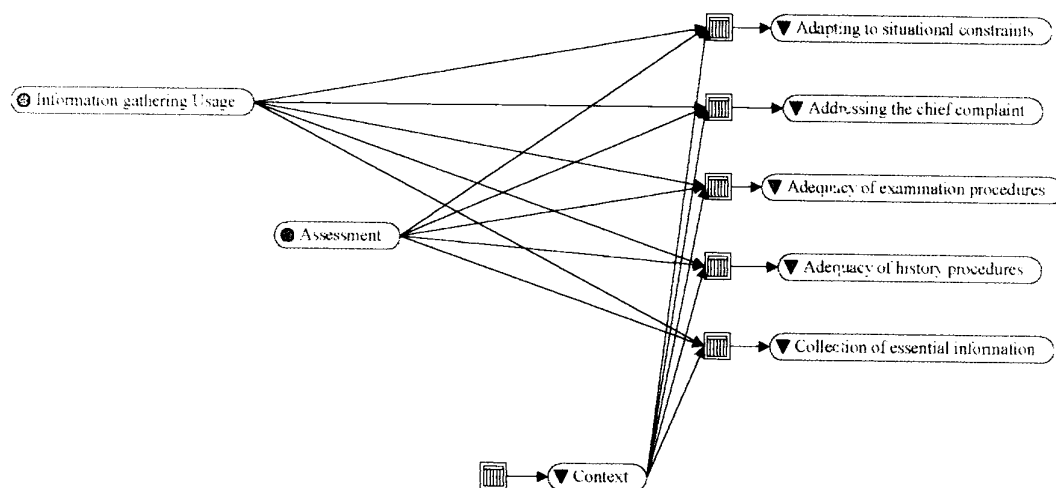 Adapting to situational constraints
Information gathering Usage
Addressing the chief complaint
Adequacy of examination procedures
Assessment
Adequacy of history procedures
Collection of essential information
Context